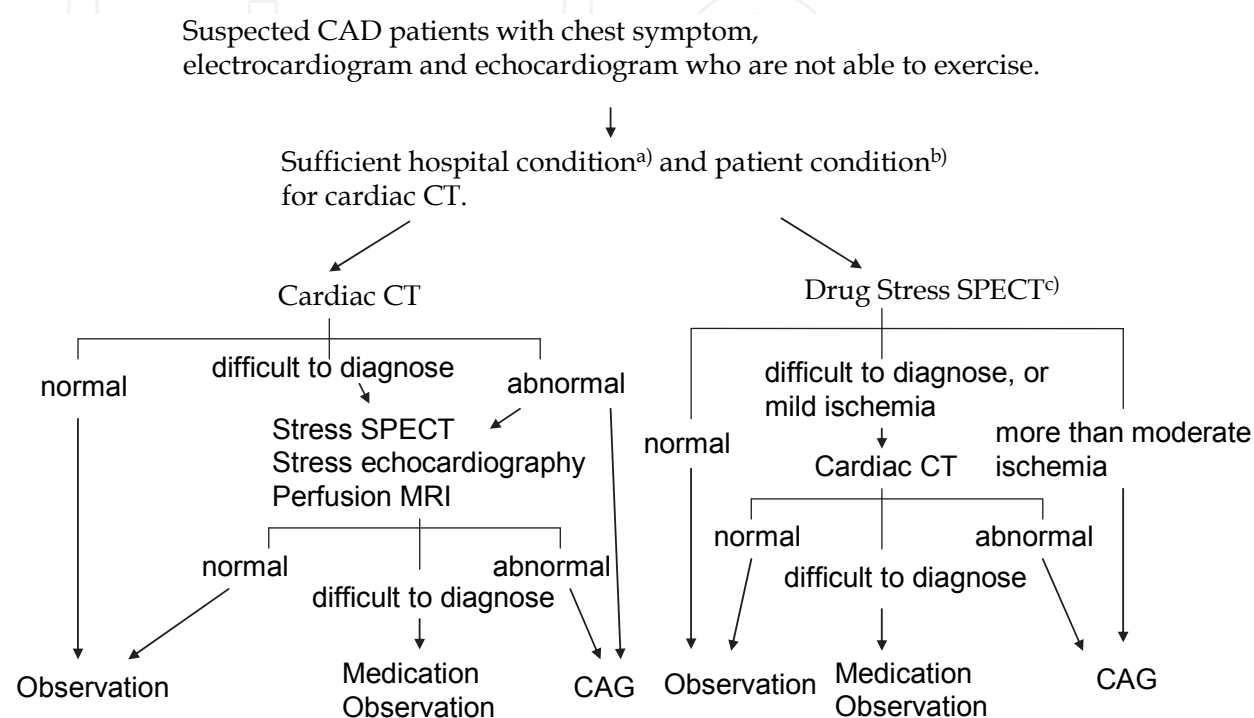 Suspected CAD patients with chest symptom,
electrocardiogram and echocardiogram who are not able to exercise.
Sufficient hospital condition a) and patient condition b)
for cardiac CT.
Cardiac CT
normal
difficult to diagnose
abnormal
Stress SPECT
Stress echocardiography
Perfusion MRI
normal
difficult to diagnose
abnormal
Observation
Medication
Observation
CAG
Drug Stress SPECT c)
normal
difficult to diagnose, or
mild ischemia
more than moderate
ischemia
Cardiac CT
normal
difficult to diagnose
abnormal
Observation
Medication
Observation
CAG